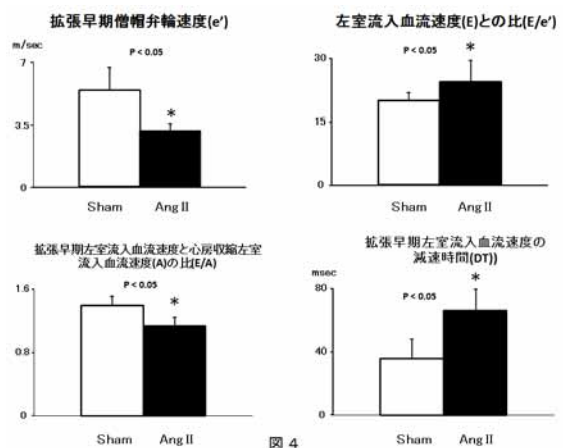 拡張早期僧帽弁輪速度(e')
m/sec
P < 0.05
7
*
3.5
0
Sham Ang II
左室流入血流速度(E)との比(E/e')
P < 0.05
30
*
15
0
Sham Ang II
拡張早期左室流入血流速度と心房収縮左室
流入血流速度(A)の比(E/A)
P < 0.05
1.6
*
0.8
0
Sham Ang II
拡張早期左室流入血流速度の
減速時間(DT))
msec
P < 0.05
80
*
40
0
Sham Ang II
図 4